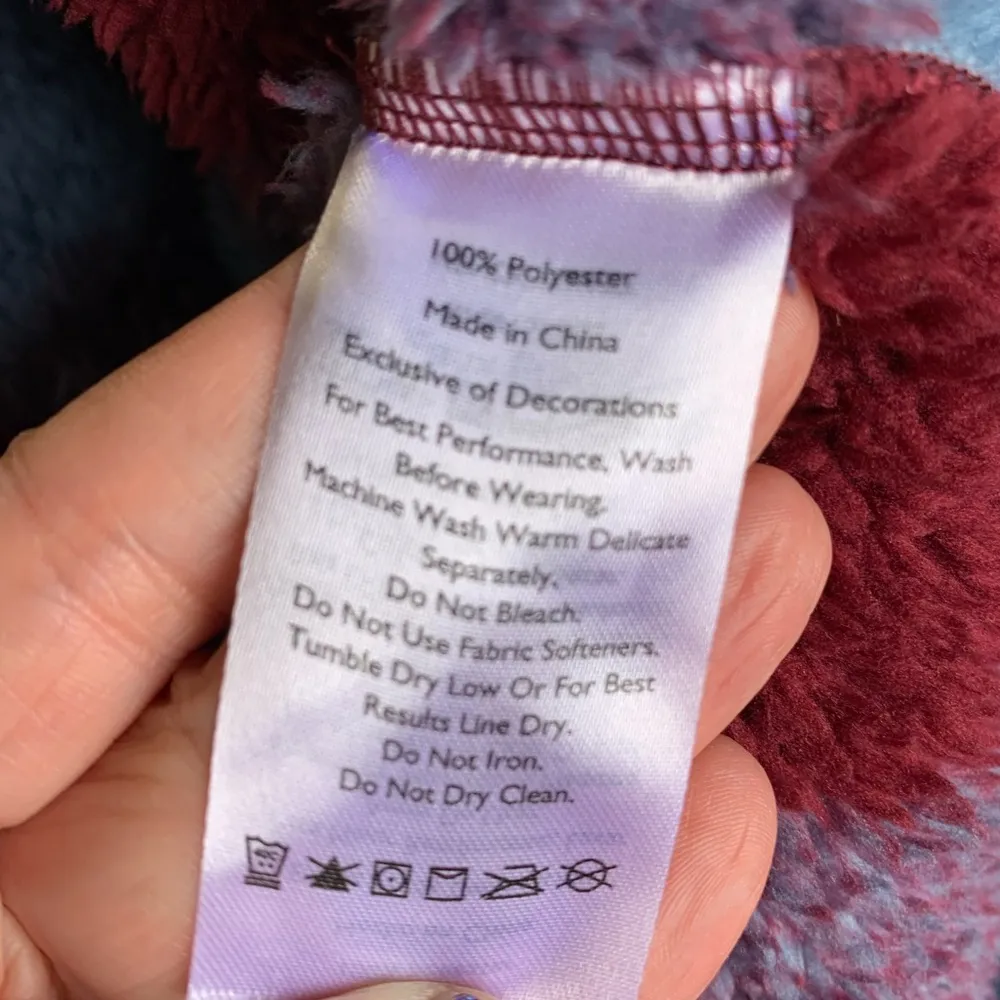 100% Polyester
Made in China
Exclusive of Decorations
For Best Performance, Wash
Before Wearing.
Machine Wash Warm Delicate
Separately.
Do Not Bleach.
Do Not Use Fabric Softeners.
Tumble Dry Low Or For Best
Results Line Dry.
Do Not Iron.
Do Not Dry Clean.